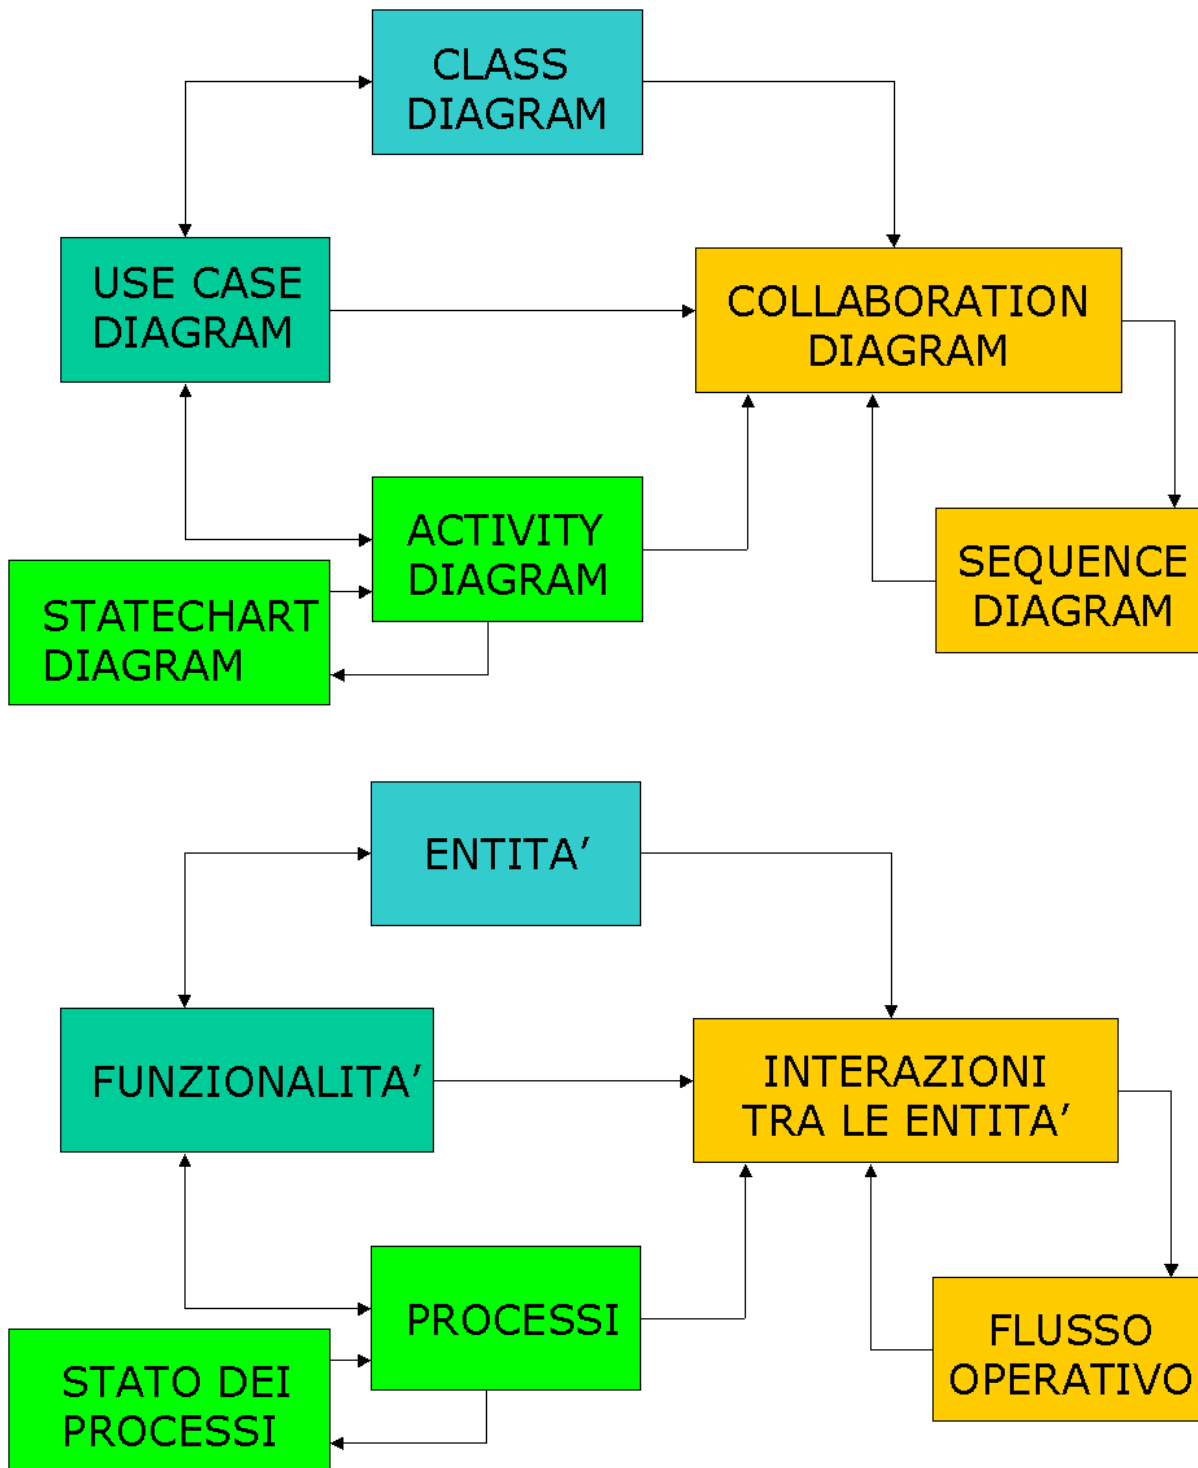 CLASS
DIAGRAM
USE CASE
DIAGRAM
COLLABORATION
DIAGRAM
ACTIVITY
DIAGRAM
STATECHART
DIAGRAM
SEQUENCE
DIAGRAM
ENTITA’
FUNZIONALITA’
INTERAZIONI
TRA LE ENTITA’
PROCESSI
STATO DEI
PROCESSI
FLUSSO
OPERATIVO